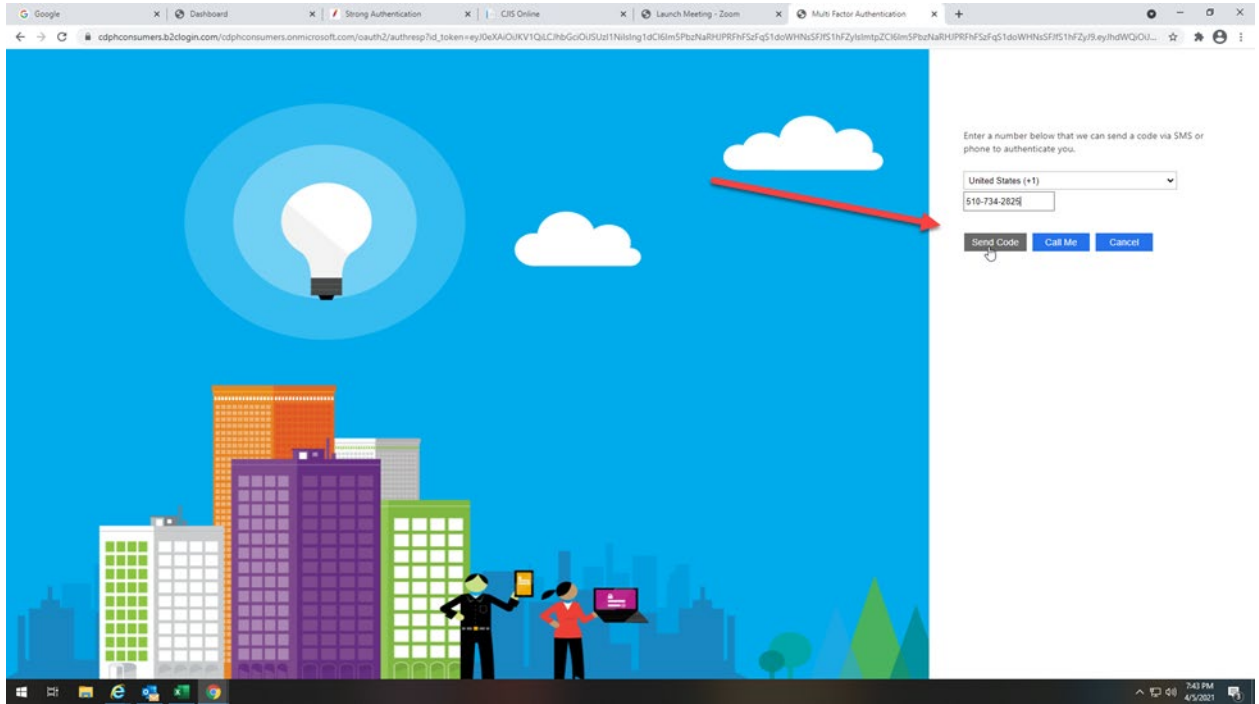 Google
Dashboard
Strong Authentication
CJIS Online
Launch Meeting - Zoom
Multi Factor Authentication
Enter a number below that we can send a code via SMS or
phone to authenticate you.
United States (+1)
510-734-2825
Send Code Call Me Cancel
7:43 PM
4/5/2021